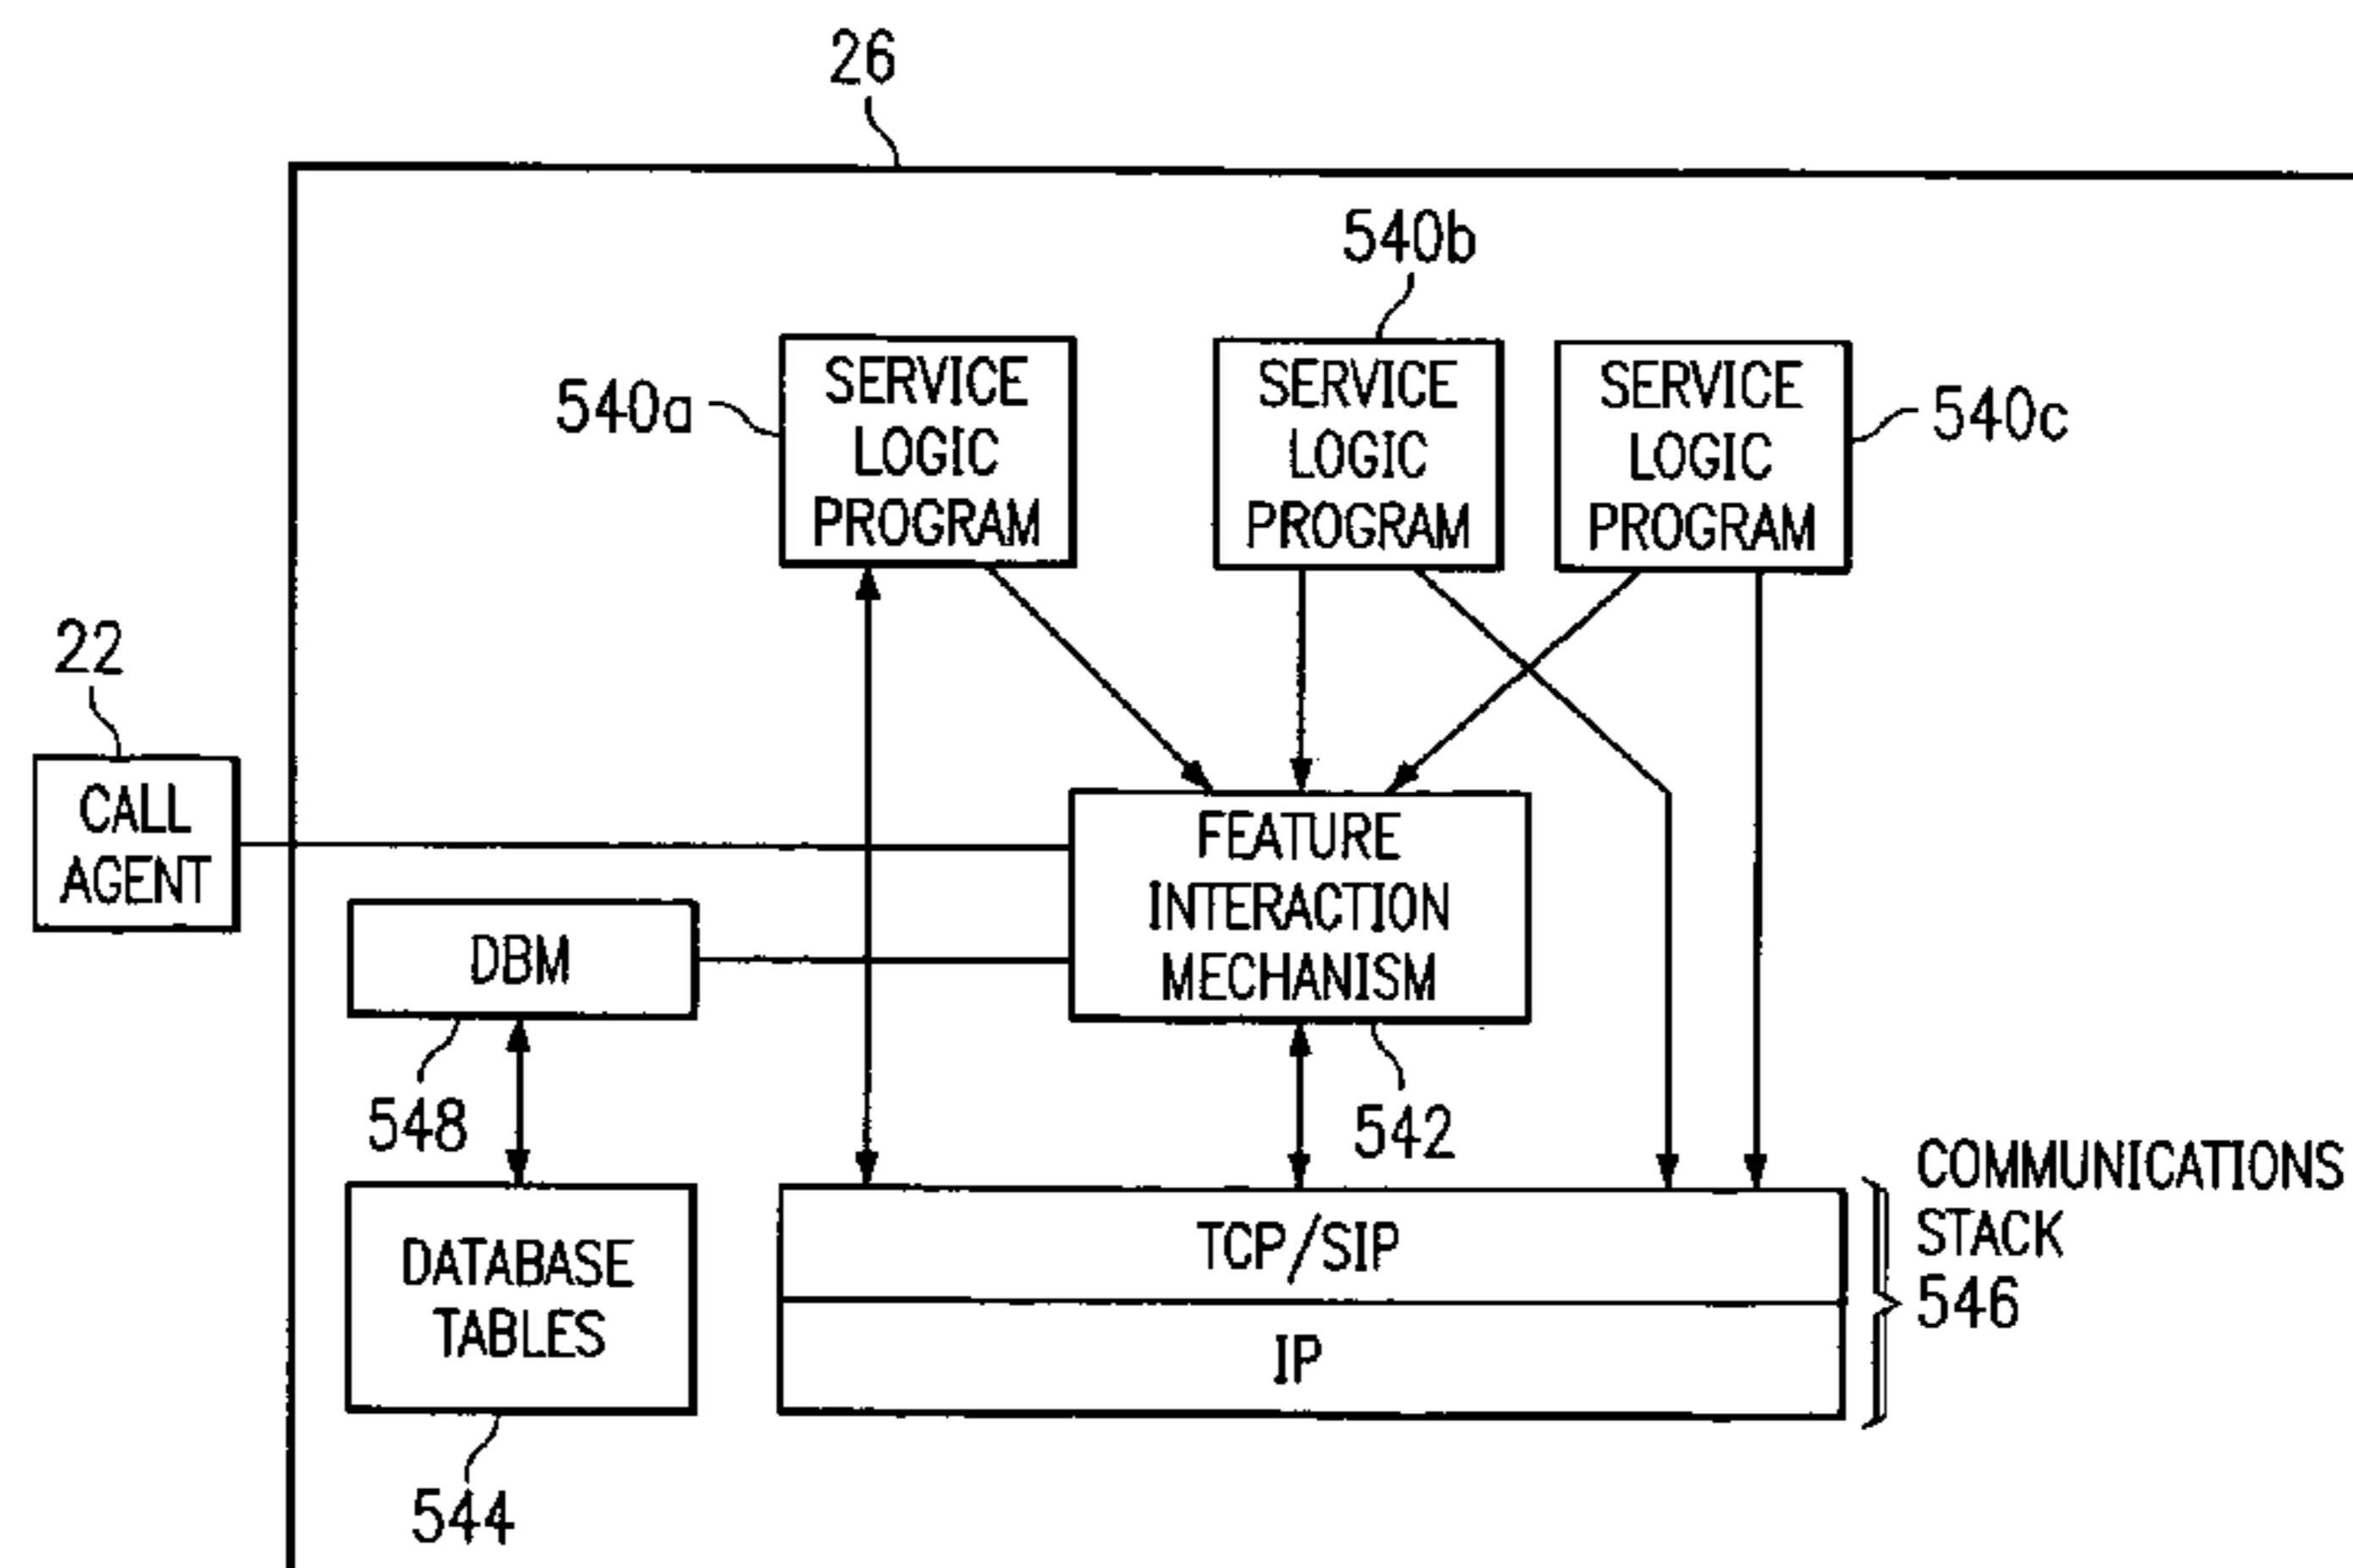 26
540b
540a
SERVICE
LOGIC
PROGRAM
SERVICE
LOGIC
PROGRAM
SERVICE
LOGIC
PROGRAM
540c
22
CALL
AGENT
FEATURE
INTERACTION
MECHANISM
DBM
548
542
DATABASE
TABLES
544
TCP/SIP
IP
COMMUNICATIONS
STACK
546